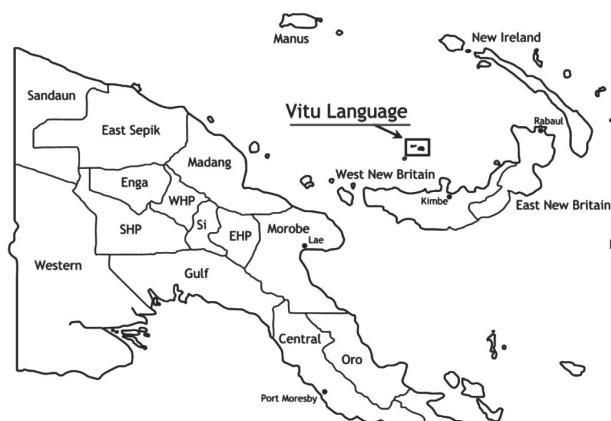 Manus
New Ireland
Sandaun
Vitu Language
Rabaul
East Sepik
Madang
West New Britain
Enga
WHP
Kimbe
East New Britain
SHP
Si
EHP
Morobe
Lae
Western
Gulf
Central
Oro
Port Moresby